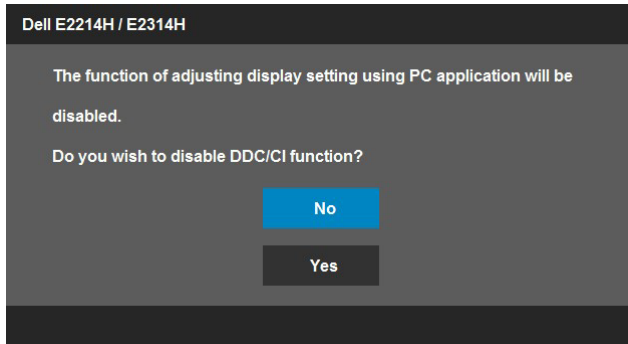 Dell E2214H / E2314H
The function of adjusting display setting using PC application will be
disabled.
Do you wish to disable DDC/CI function?
No
Yes